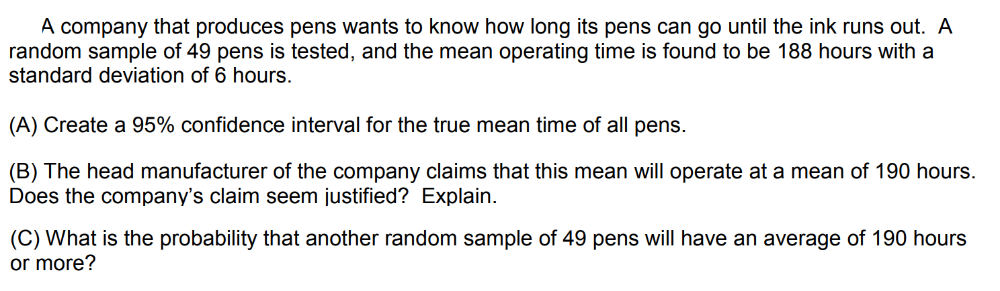 A company that produces pens wants to know how long its pens can go until the ink runs out.  A
random sample of 49 pens is tested, and the mean operating time is found to be 188 hours with a
standard deviation of 6 hours.
(A) Create a 95% confidence interval for the true mean time of all pens.
(B) The head manufacturer of the company claims that this mean will operate at a mean of 190 hours.
Does the company’s claim seem justified?  Explain.
(C) What is the probability that another random sample of 49 pens will have an average of 190 hours
or more?